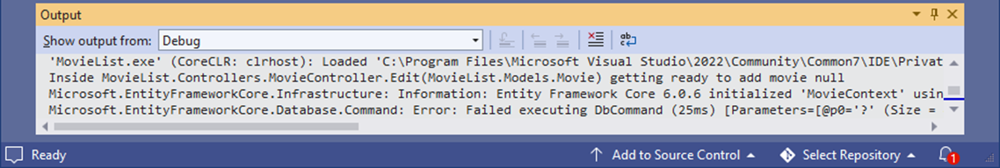 Output
Show output from: Debug
'MovieList.exe' (CoreCLR: clrhost): Loaded 'C:\Program Files\Microsoft Visual Studio\2022\Community\Common7\IDE\Privat
Inside MovieList.Controllers.MovieController.Edit(MovieList.Models.Movie) getting ready to add movie null
Microsoft.EntityFrameworkCore.Infrastructure: Information: Entity Framework Core 6.0.6 initialized 'MovieContext' usin
Microsoft.EntityFrameworkCore.Database.Command: Error: Failed executing DbCommand (25ms) [Parameters=[@p0='?' (Size =
Ready Add to Source Control Select Repository 1